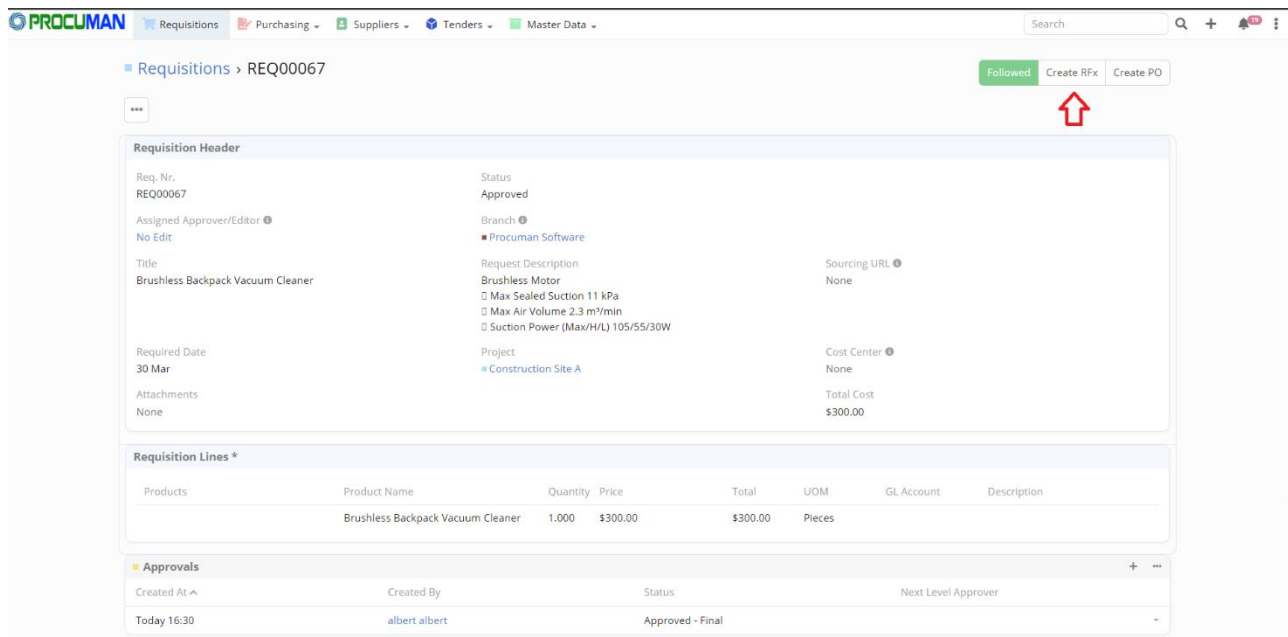 PROCUMAN Requisitions Purchasing Suppliers Tenders Master Data Search 19
Requisitions › REQ00067
Followed Create RFx Create PO
Requisition Header
Req. Nr. Status
REQ00067 Approved
Assigned Approver/Editor Branch
No Edit Procuman Software
Title Request Description Sourcing URL
Brushless Backpack Vacuum Cleaner Brushless Motor None
▯ Max Sealed Suction 11 kPa
▯ Max Air Volume 2.3 m³/min
▯ Suction Power (Max/H/L) 105/55/30W
Required Date Project Cost Center
30 Mar Construction Site A None
Attachments Total Cost
None $300.00
Requisition Lines *
Products Product Name Quantity Price Total UOM GL Account Description
Brushless Backpack Vacuum Cleaner 1.000 $300.00 $300.00 Pieces
Approvals
Created At Created By Status Next Level Approver
Today 16:30 albert albert Approved - Final